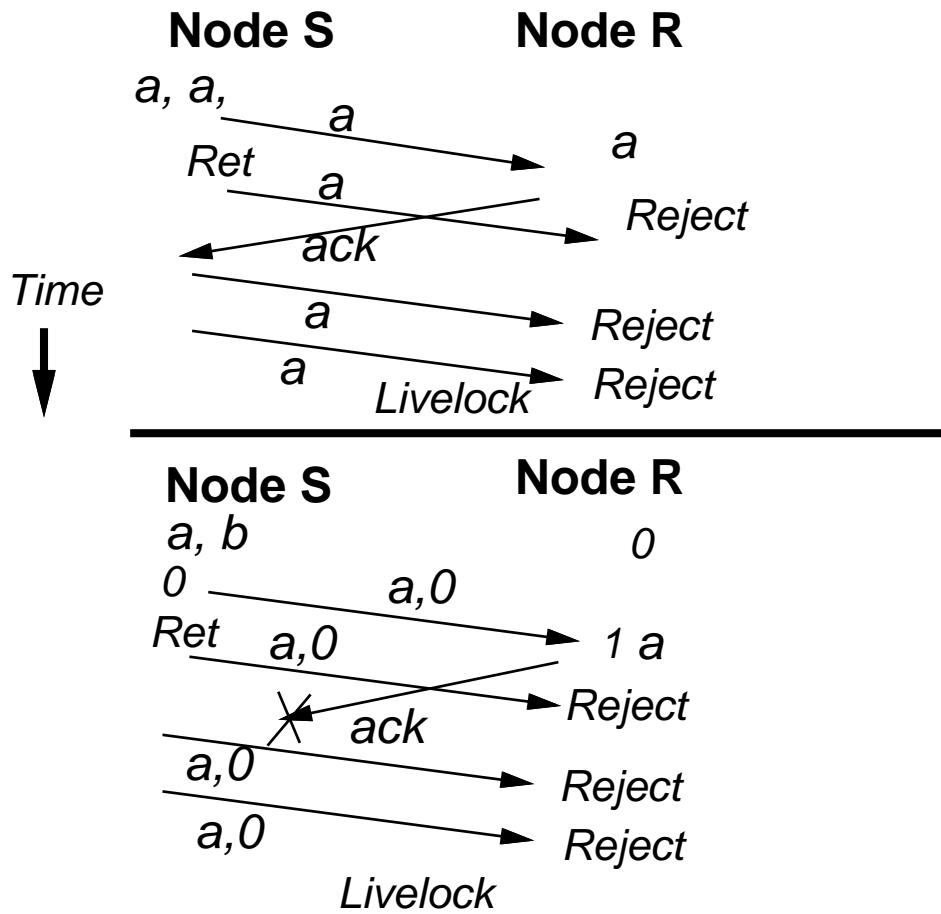 Node S Node R
a, a,
a
a
Ret
a
Reject
ack
Time
a
Reject
a
Reject
Livelock
Node S Node R
a, b
0
0
a,0
Ret
a,0
1 a
Reject
ack
a,0
Reject
a,0
Reject
Livelock